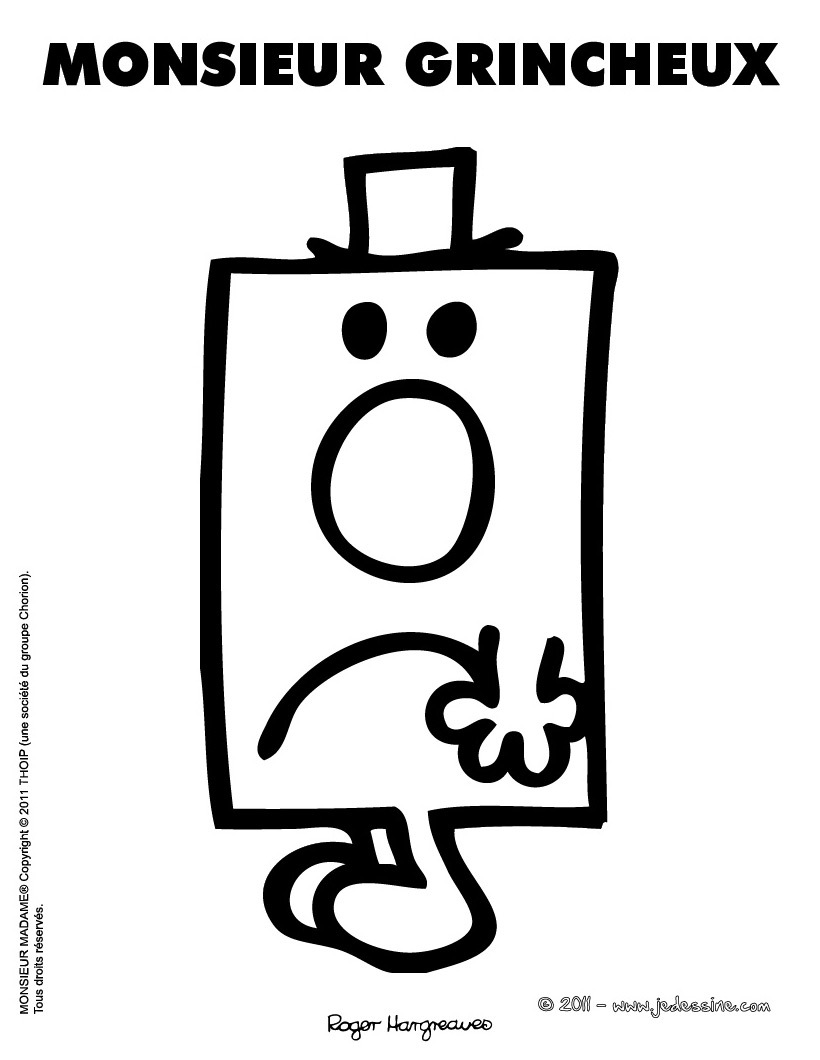 MONSIEUR GRINCHEUX
MONSIEUR MADAME® Copyright © 2011 THOIP (une société du groupe Chorion).
Tous droits réservés.
© 2011 - www.jedessine.com
Roger Hargreaves